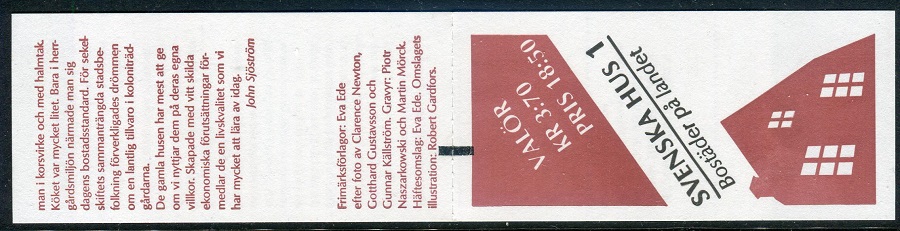 man i korsvirke och med halmtak.
Köket var mycket litet. Bara i herr-
gårdsmiljön närmade man sig
dagens bostadsstandard. För sekel-
skiftets sammanträngda stadsbe-
folkning förverkligades drömmen
om en lantlig tillvaro i koloniträd-
gårdarna.
De gamla husen har mest att ge
om vi nyttjar dem på deras egna
villkor. Skapade med vitt skilda
ekonomiska förutsättningar för-
medlar de en livskvalitet som vi
har mycket att lära av idag.
John Sjöström
Frimärksförlagor: Eva Ede
efter foto av Clarence Newton,
Gotthard Gustavsson och
Gunnar Källström. Gravyr: Piotr
Naszarkowski och Martin Mörck.
Häftesomslag: Eva Ede, Omslagets
illustration: Robert Gardfors.
VALÖR
KR 3:70
PRIS 18:50
SVENSKA HUS 1
Bostäder på landet